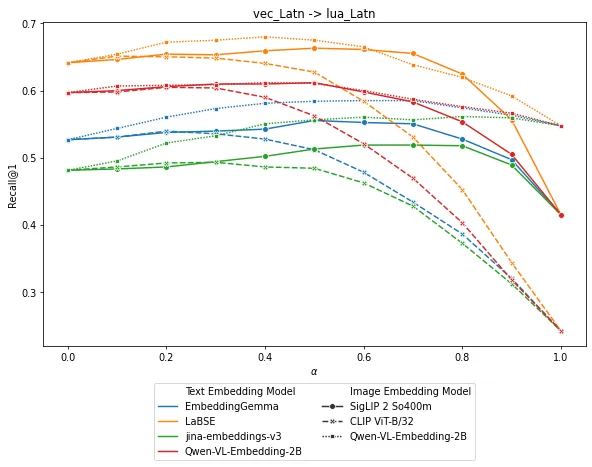 vec_Latn -> lua_Latn
0.7
0.6
0.5
0.4
0.3
Recall@1
0.0 0.2 0.4 0.6 0.8 1.0
α
Text Embedding Model Image Embedding Model
EmbeddingGemma SigLIP 2 So400m
LaBSE CLIP ViT-B/32
jina-embeddings-v3 Qwen-VL-Embedding-2B
Qwen-VL-Embedding-2B